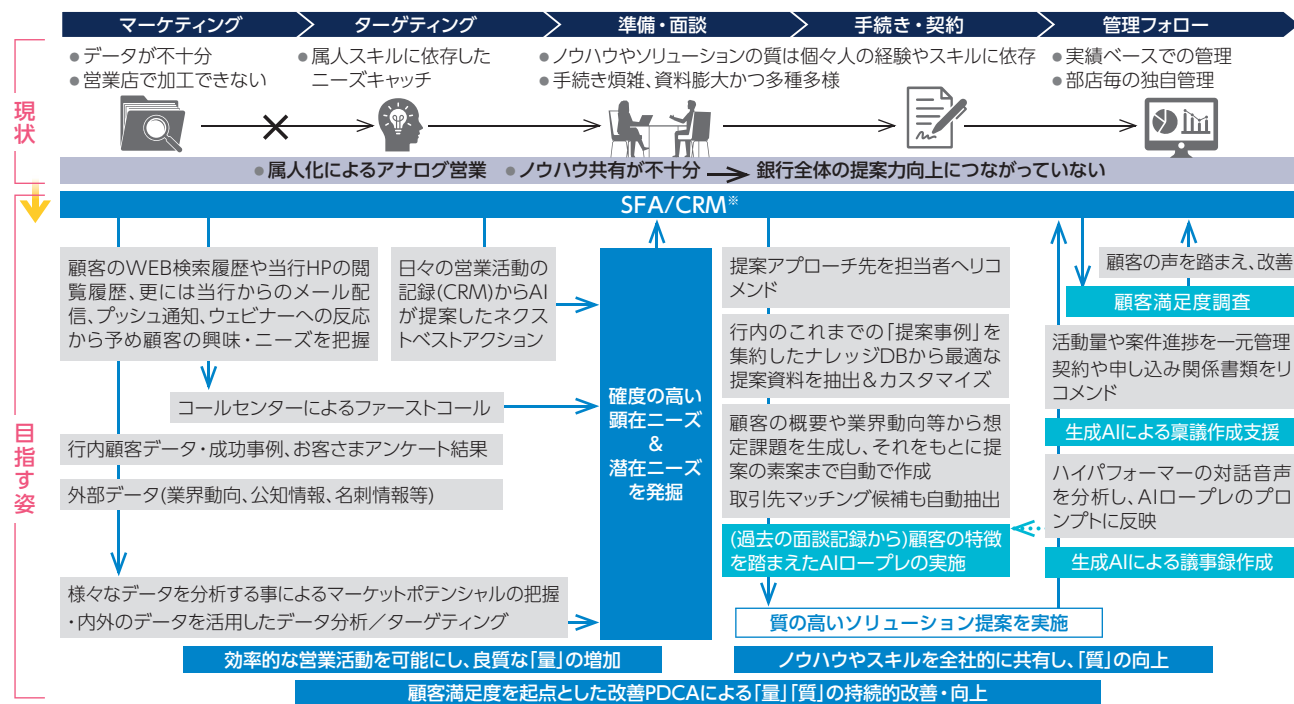 マーケティング
ターゲティング
準備・面談
手続き・契約
管理フォロー
現状
●データが不十分
●営業店で加工できない
●属人スキルに依存した
ニーズキャッチ
●ノウハウやソリューションの質は個々人の経験やスキルに依存
●手続き煩雑、資料膨大かつ多種多様
●実績ベースでの管理
●部店毎の独自管理
●属人化によるアナログ営業 ●ノウハウ共有が不十分 → 銀行全体の提案力向上につながっていない
目指す姿
SFA/CRM※
顧客のWEB検索履歴や当行HPの閲
覧履歴、更には当行からのメール配
信、プッシュ通知、ウェビナーへの反応
から予め顧客の興味・ニーズを把握
日々の営業活動の
記録(CRM)からAI
が提案したネクス
トベストアクション
コールセンターによるファーストコール
行内顧客データ・成功事例、お客さまアンケート結果
外部データ(業界動向、公知情報、名刺情報等)
様々なデータを分析する事によるマーケットポテンシャルの把握
・内外のデータを活用したデータ分析/ターゲティング
確度の高い
顕在ニーズ
&
潜在ニーズ
を発掘
提案アプローチ先を担当者へリコ
メンド
行内のこれまでの「提案事例」を
集約したナレッジDBから最適な
提案資料を抽出&カスタマイズ
顧客の概要や業界動向等から想
定課題を生成し、それをもとに提
案の素案まで自動で作成
取引先マッチング候補も自動抽出
(過去の面談記録から)顧客の特徴
を踏まえたAIロープレの実施
質の高いソリューション提案を実施
顧客の声を踏まえ、改善
顧客満足度調査
活動量や案件進捗を一元管理
契約や申し込み関係書類をリ
コメンド
生成AIによる稟議作成支援
ハイパフォーマーの対話音声
を分析し、AIロープレのプロ
ンプトに反映
生成AIによる議事録作成
効率的な営業活動を可能にし、良質な「量」の増加
ノウハウやスキルを全社的に共有し、「質」の向上
顧客満足度を起点とした改善PDCAによる「量」「質」の持続的改善・向上